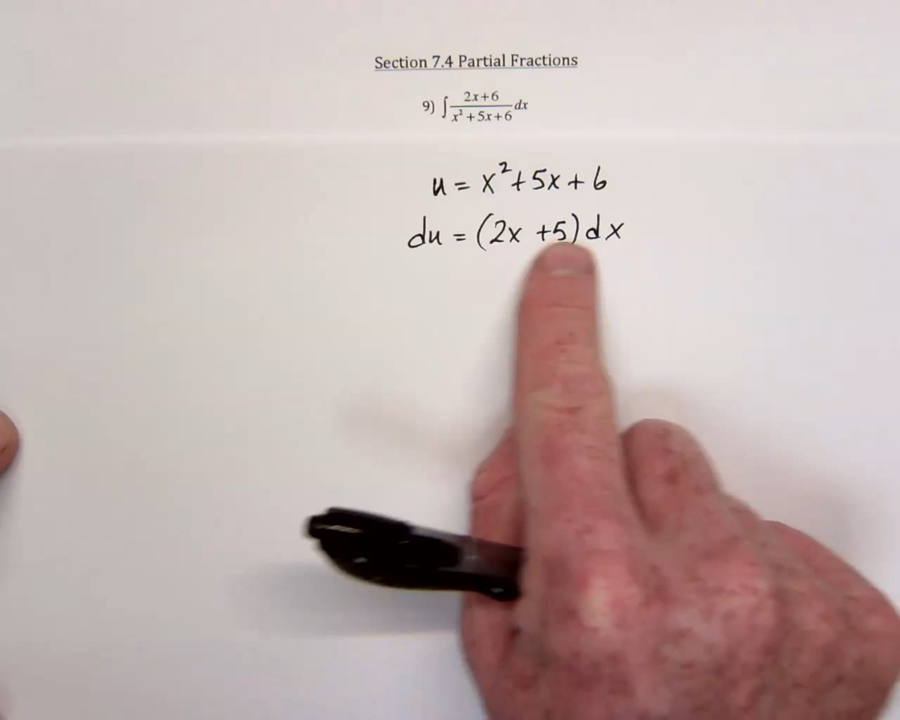 Section 7.4 Partial Fractions
9) ∫ (2x+6)/(x²+5x+6) dx
u = x²+5x+6
du = (2x +5)dx